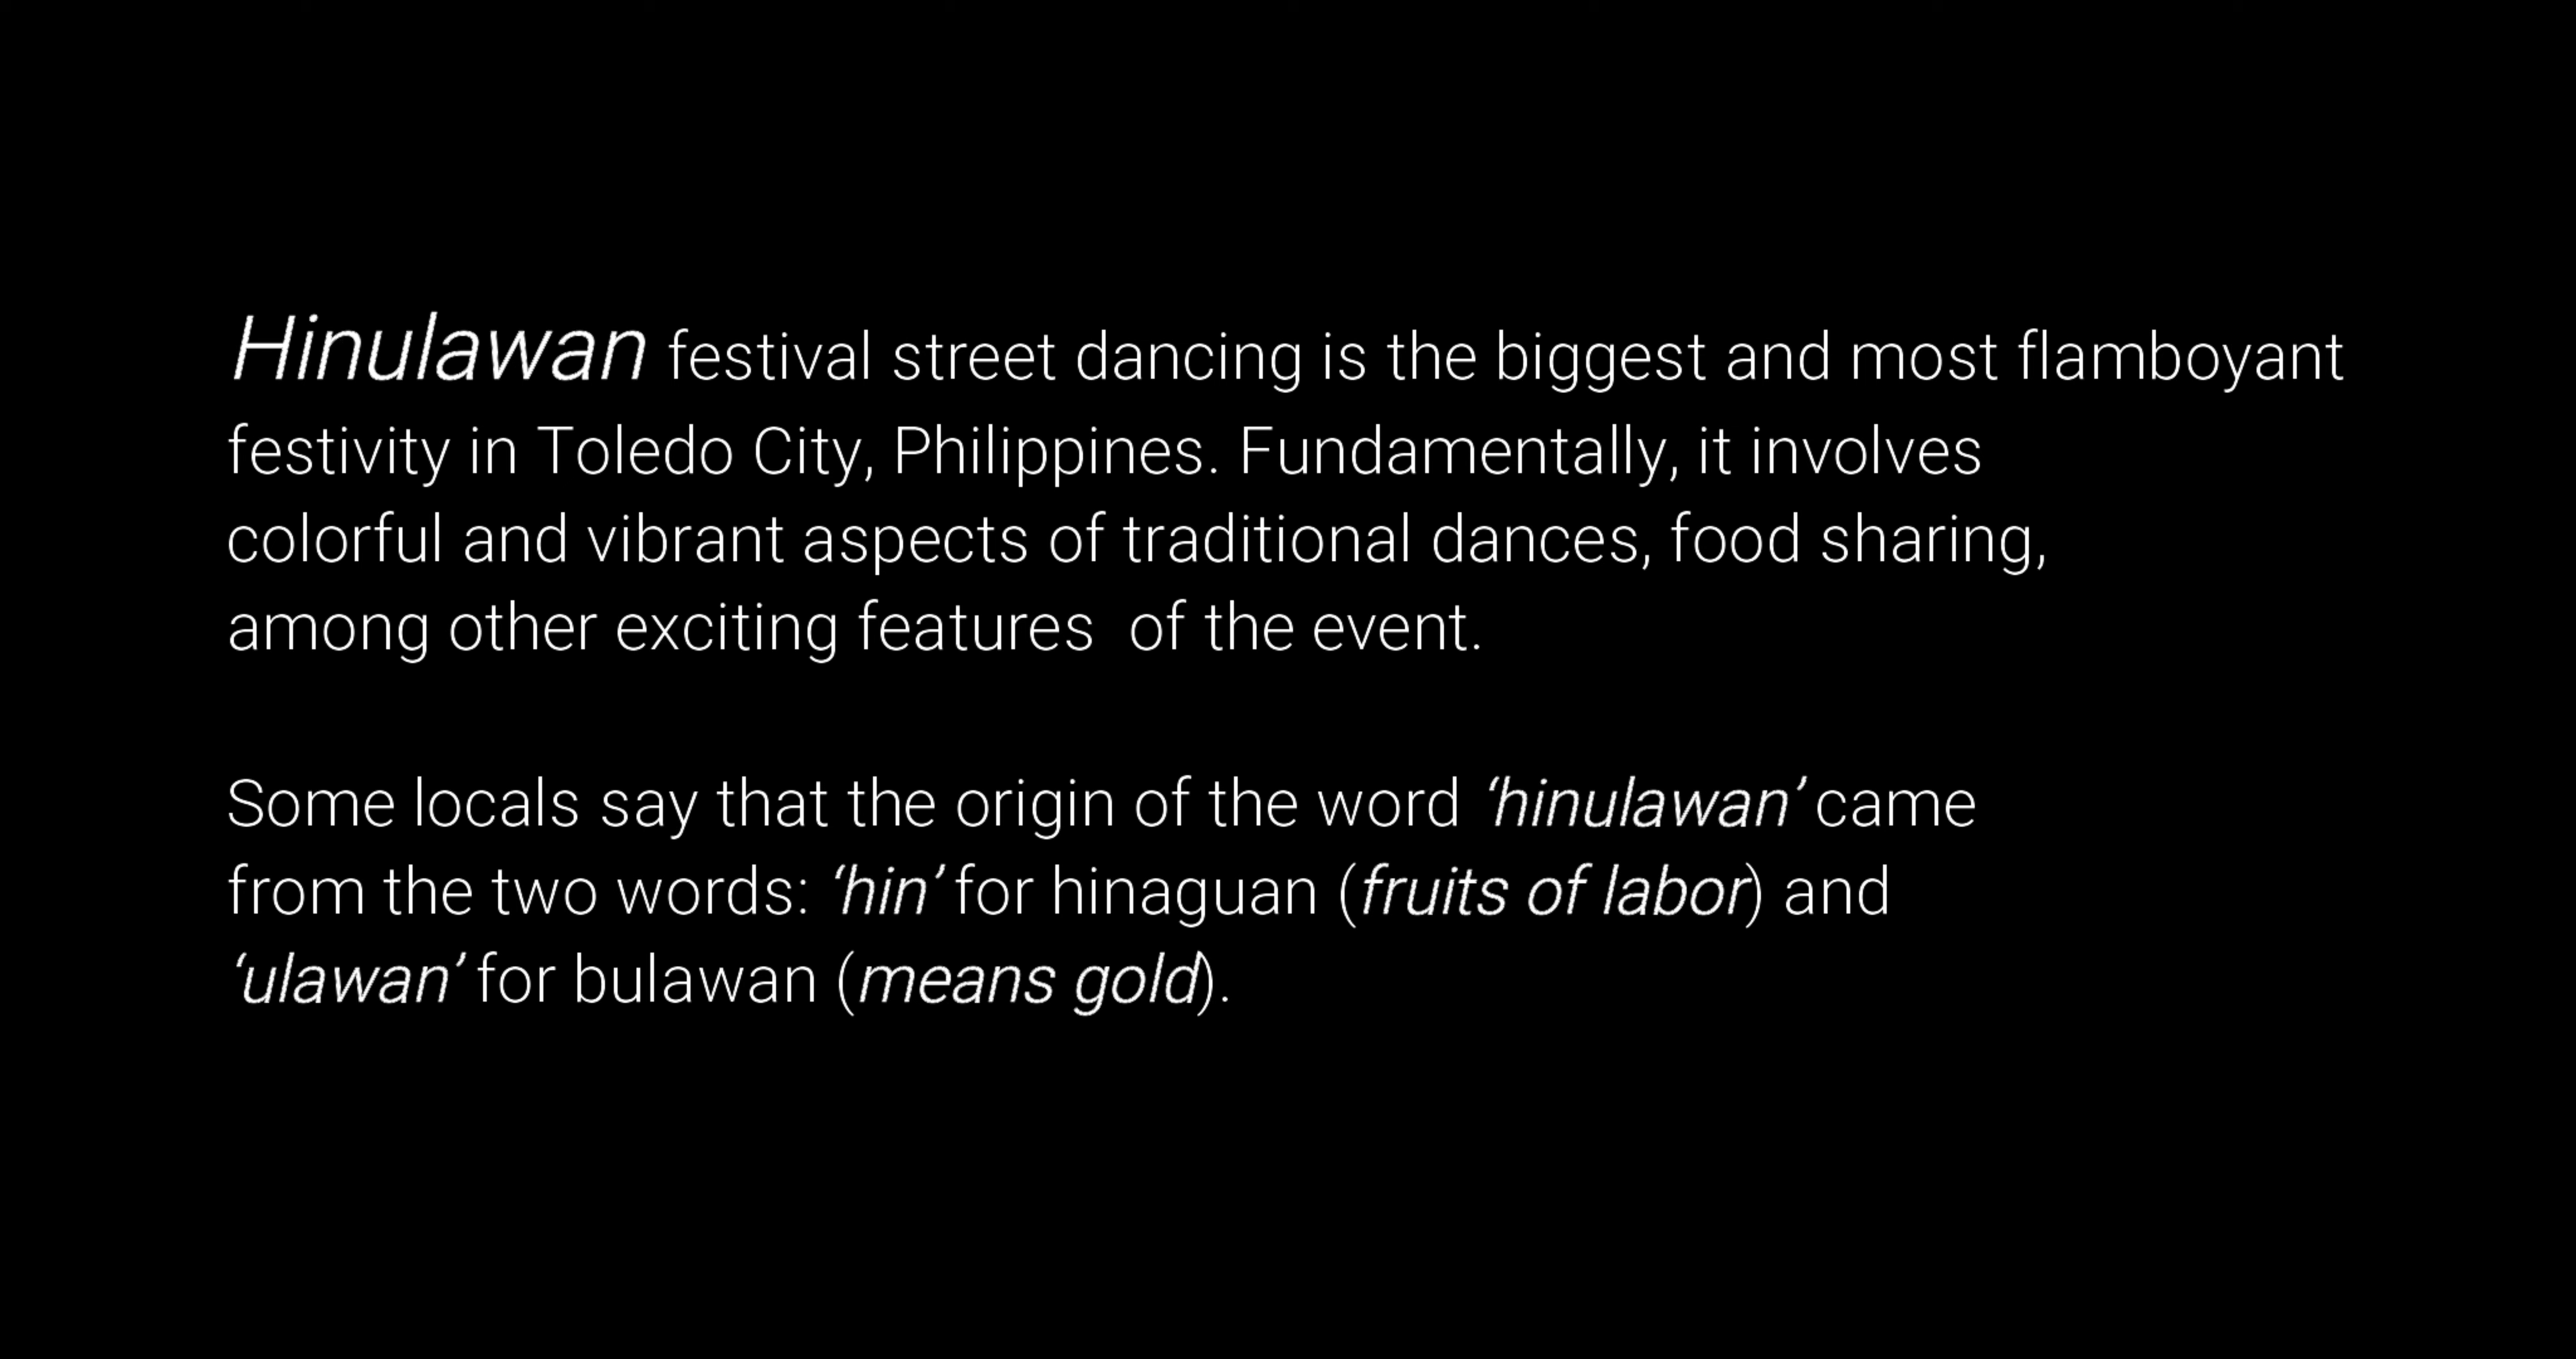 Hinulawan festival street dancing is the biggest and most flamboyant
festivity in Toledo City, Philippines. Fundamentally, it involves
colorful and vibrant aspects of traditional dances, food sharing,
among other exciting features  of the event.
Some locals say that the origin of the word ‘hinulawan’ came
from the two words: ‘hin’ for hinaguan (fruits of labor) and
‘ulawan’ for bulawan (means gold).